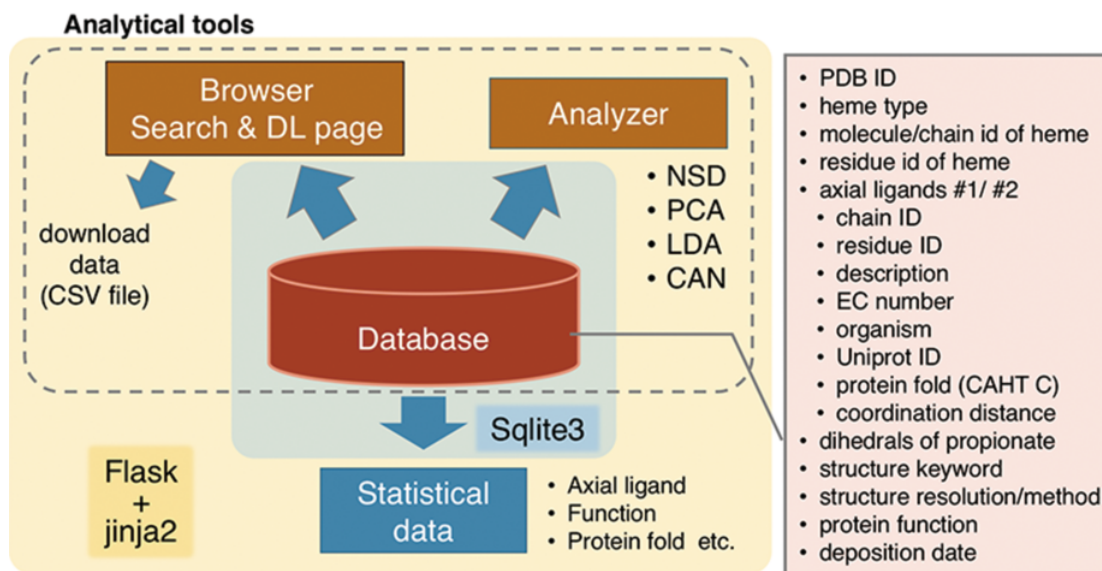 Analytical tools
Browser
Search & DL page
Analyzer
download
data
(CSV file)
• NSD
• PCA
• LDA
• CAN
Database
Sqlite3
Flask
+
jinja2
Statistical
data
• Axial ligand
• Function
• Protein fold etc.
• PDB ID
• heme type
• molecule/chain id of heme
• residue id of heme
• axial ligands #1/ #2
• chain ID
• residue ID
• description
• EC number
• organism
• Uniprot ID
• protein fold (CAHT C)
• coordination distance
• dihedrals of propionate
• structure keyword
• structure resolution/method
• protein function
• deposition date